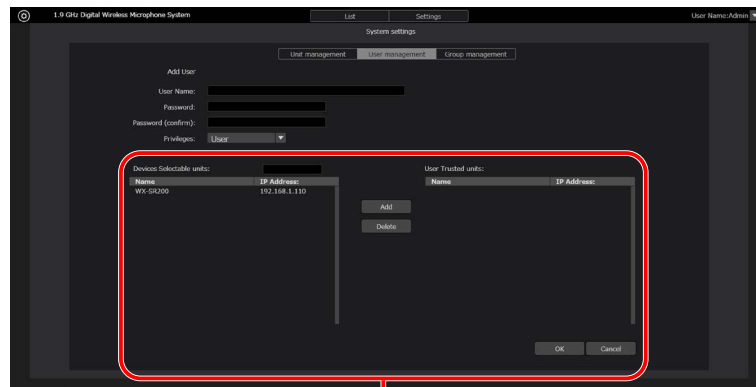 1.9 GHz Digital Wireless Microphone System List Settings User Name:Admin
System settings
Unit management User management Group management
Add User
User Name:
Password:
Password (confirm):
Privileges: User
Devices Selectable units: User Trusted units:
Name IP Address: Name IP Address:
WX-SR200 192.168.1.110
Add
Delete
OK Cancel